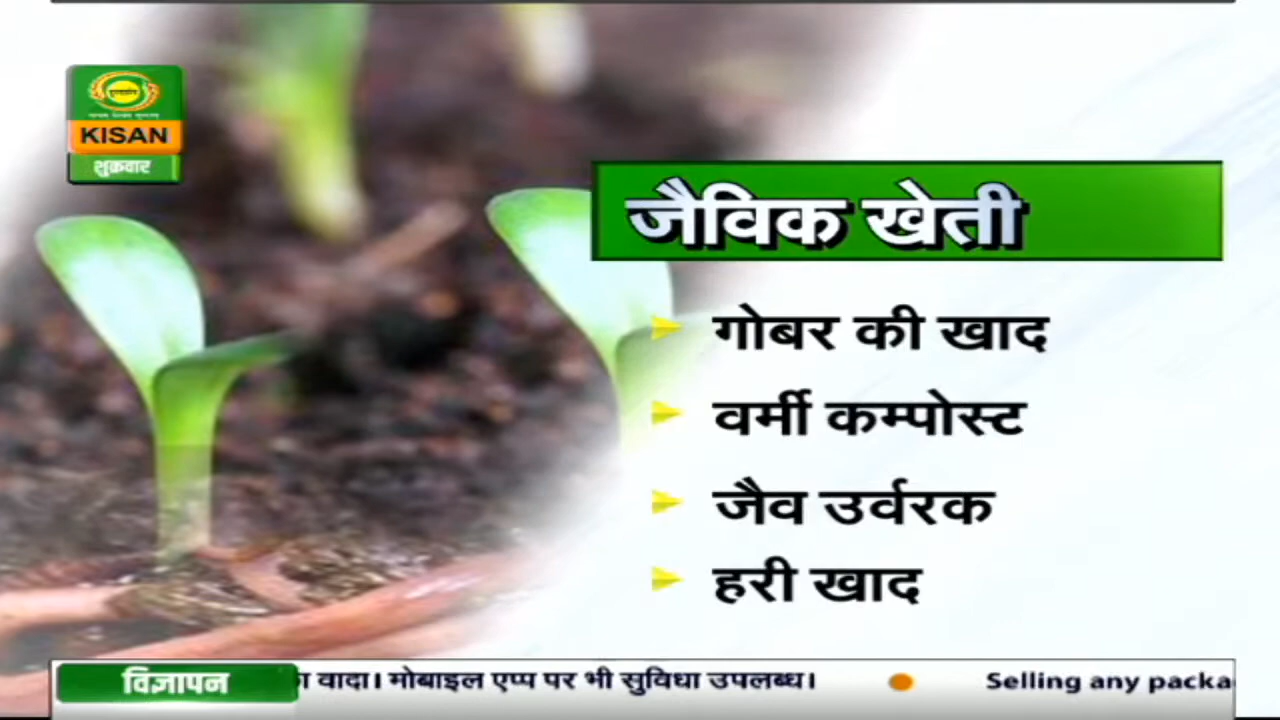 KISAN
शुक्रवार
जैविक खेती
गोबर की खाद
वर्मी कम्पोस्ट
जैव उर्वरक
हरी खाद
विज्ञापन
वादा। मोबाइल एप्प पर भी सुविधा उपलब्ध। Selling any packa